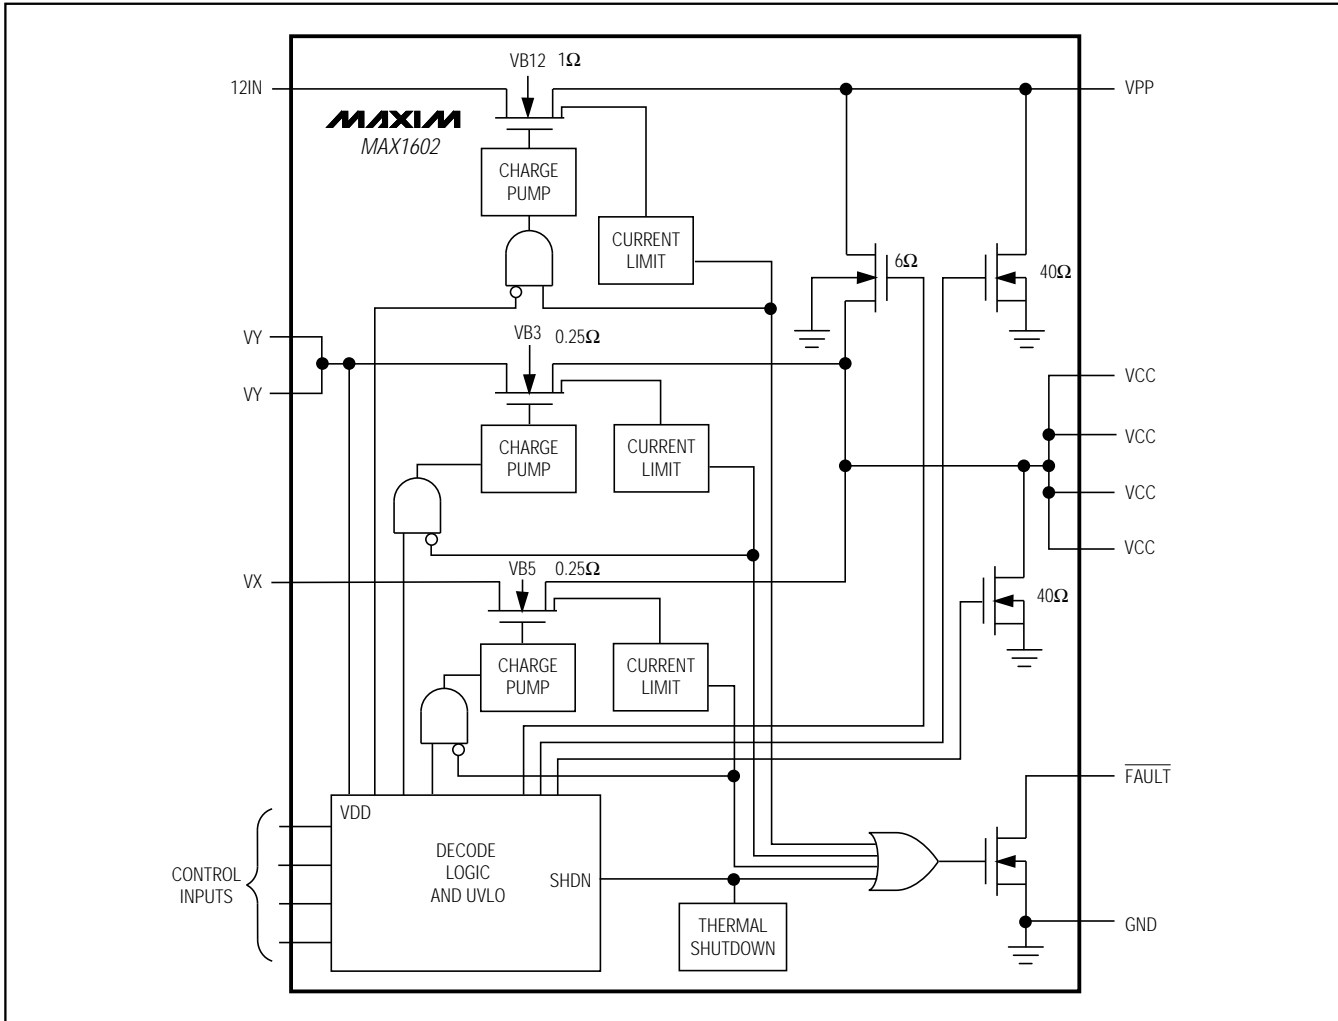 VB12 1Ω
12IN
VPP
MAXIM
MAX1602
CHARGE
PUMP
CURRENT
LIMIT
6Ω
40Ω
VY
VB3 0.25Ω
VY
VCC
CHARGE
PUMP
CURRENT
LIMIT
VCC
VCC
VCC
VX
VB5 0.25Ω
40Ω
CHARGE
PUMP
CURRENT
LIMIT
FAULT
VDD
DECODE
LOGIC
AND UVLO
SHDN
CONTROL
INPUTS
THERMAL
SHUTDOWN
GND